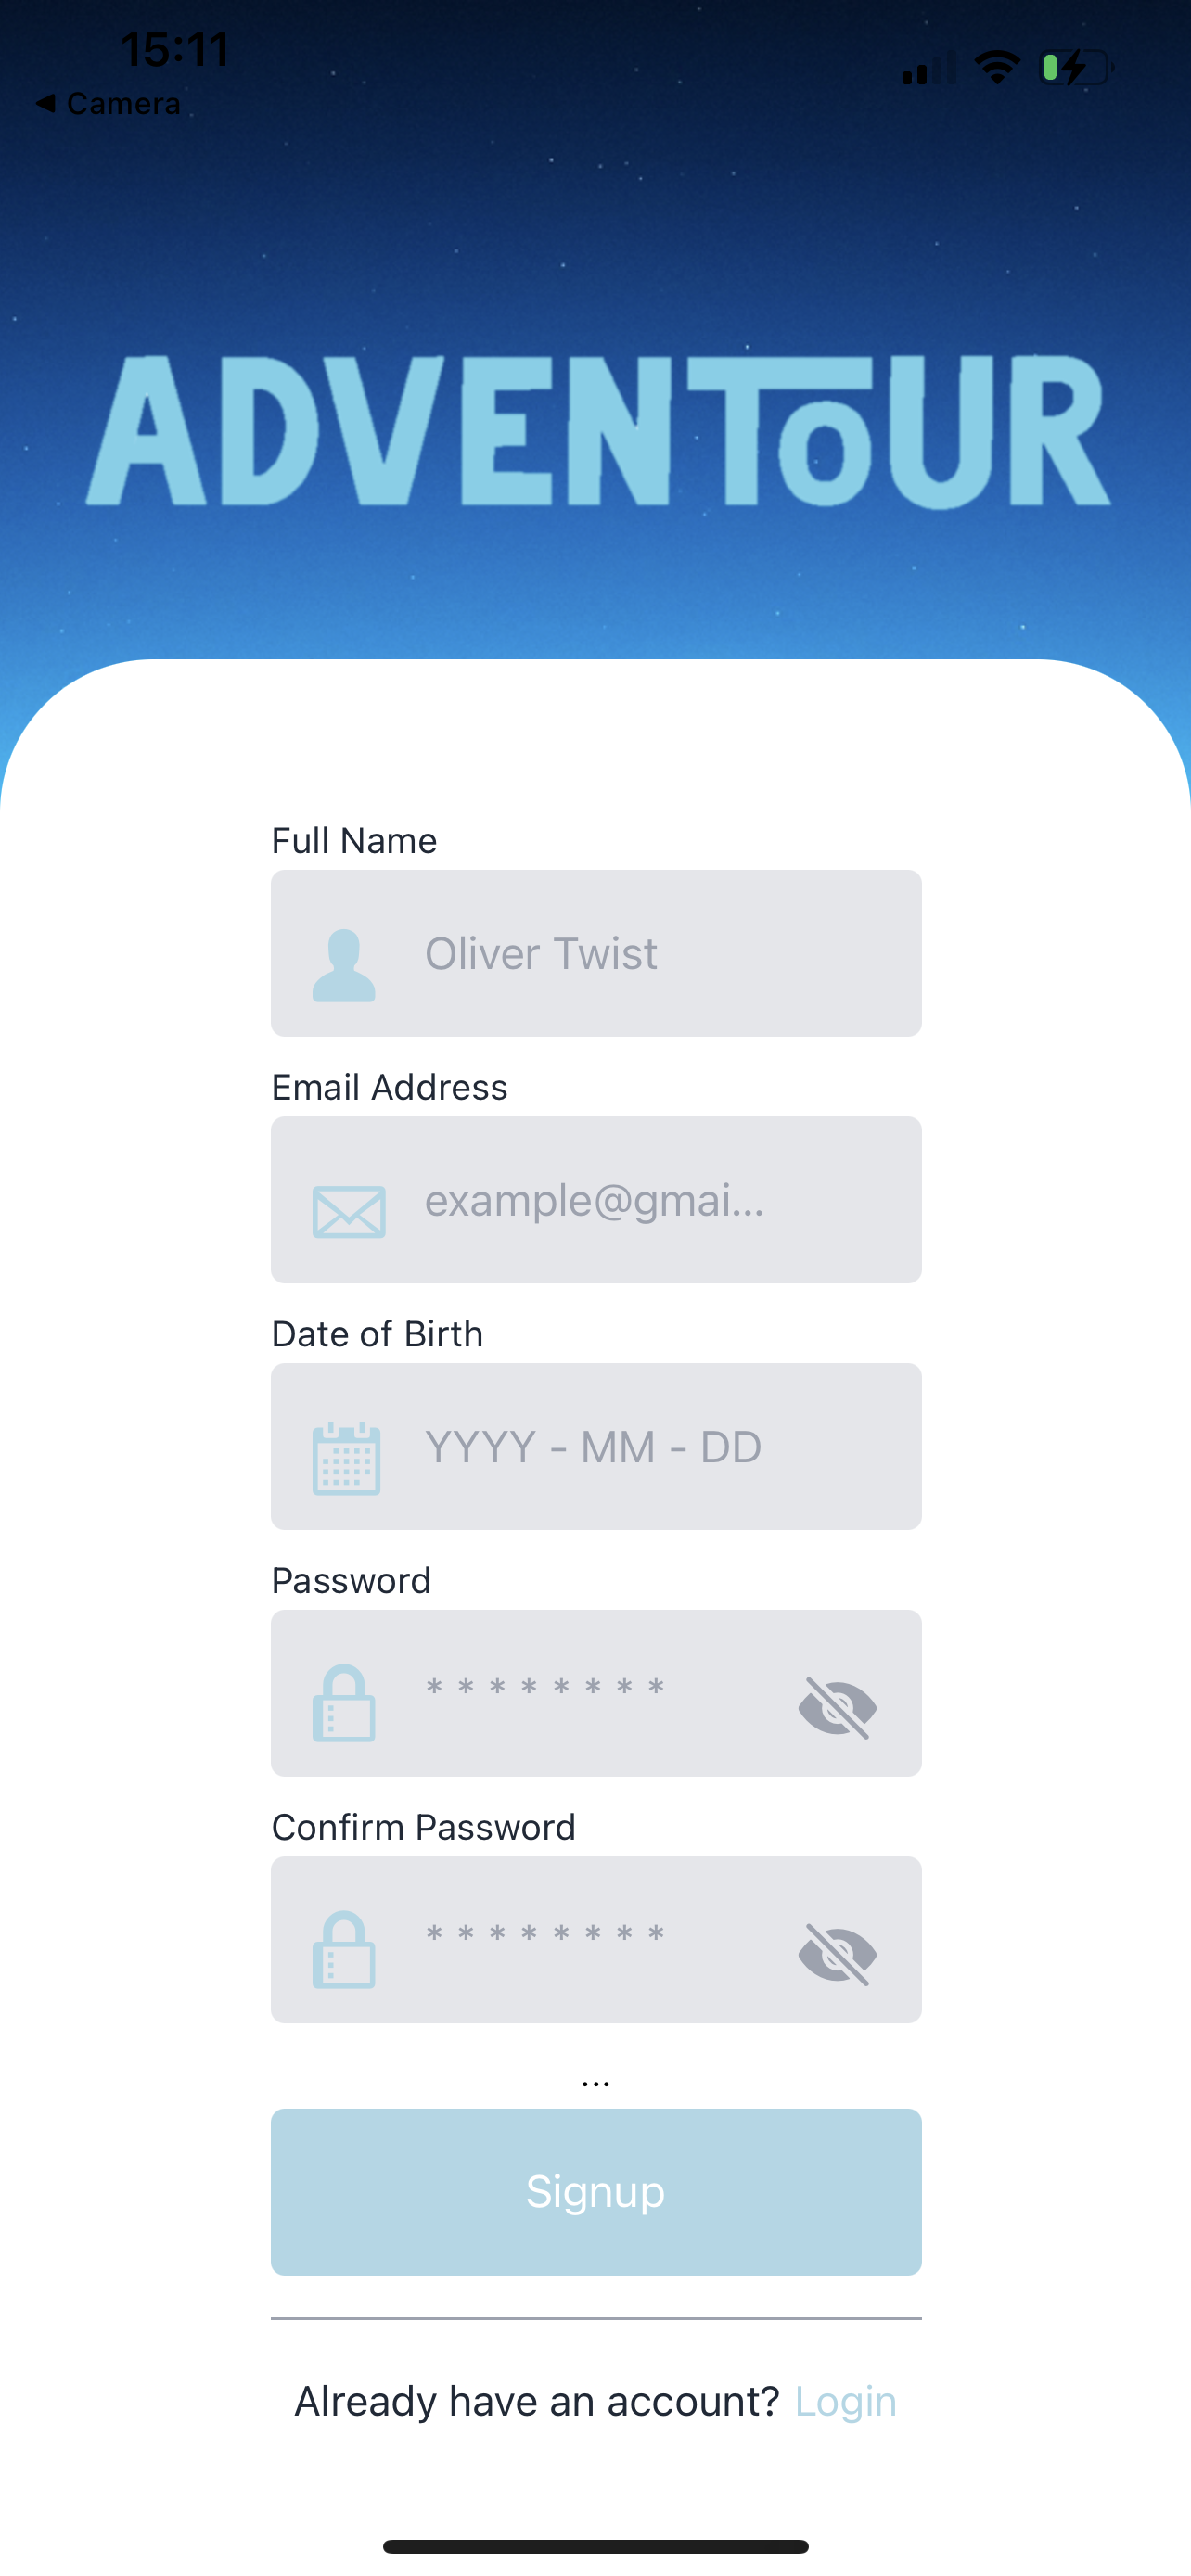 15:11
◀ Camera
ADVENToUR
Full Name
Oliver Twist
Email Address
example@gmai...
Date of Birth
YYYY - MM - DD
Password
* * * * * * * *
Confirm Password
* * * * * * * *
...
Signup
Already have an account? Login